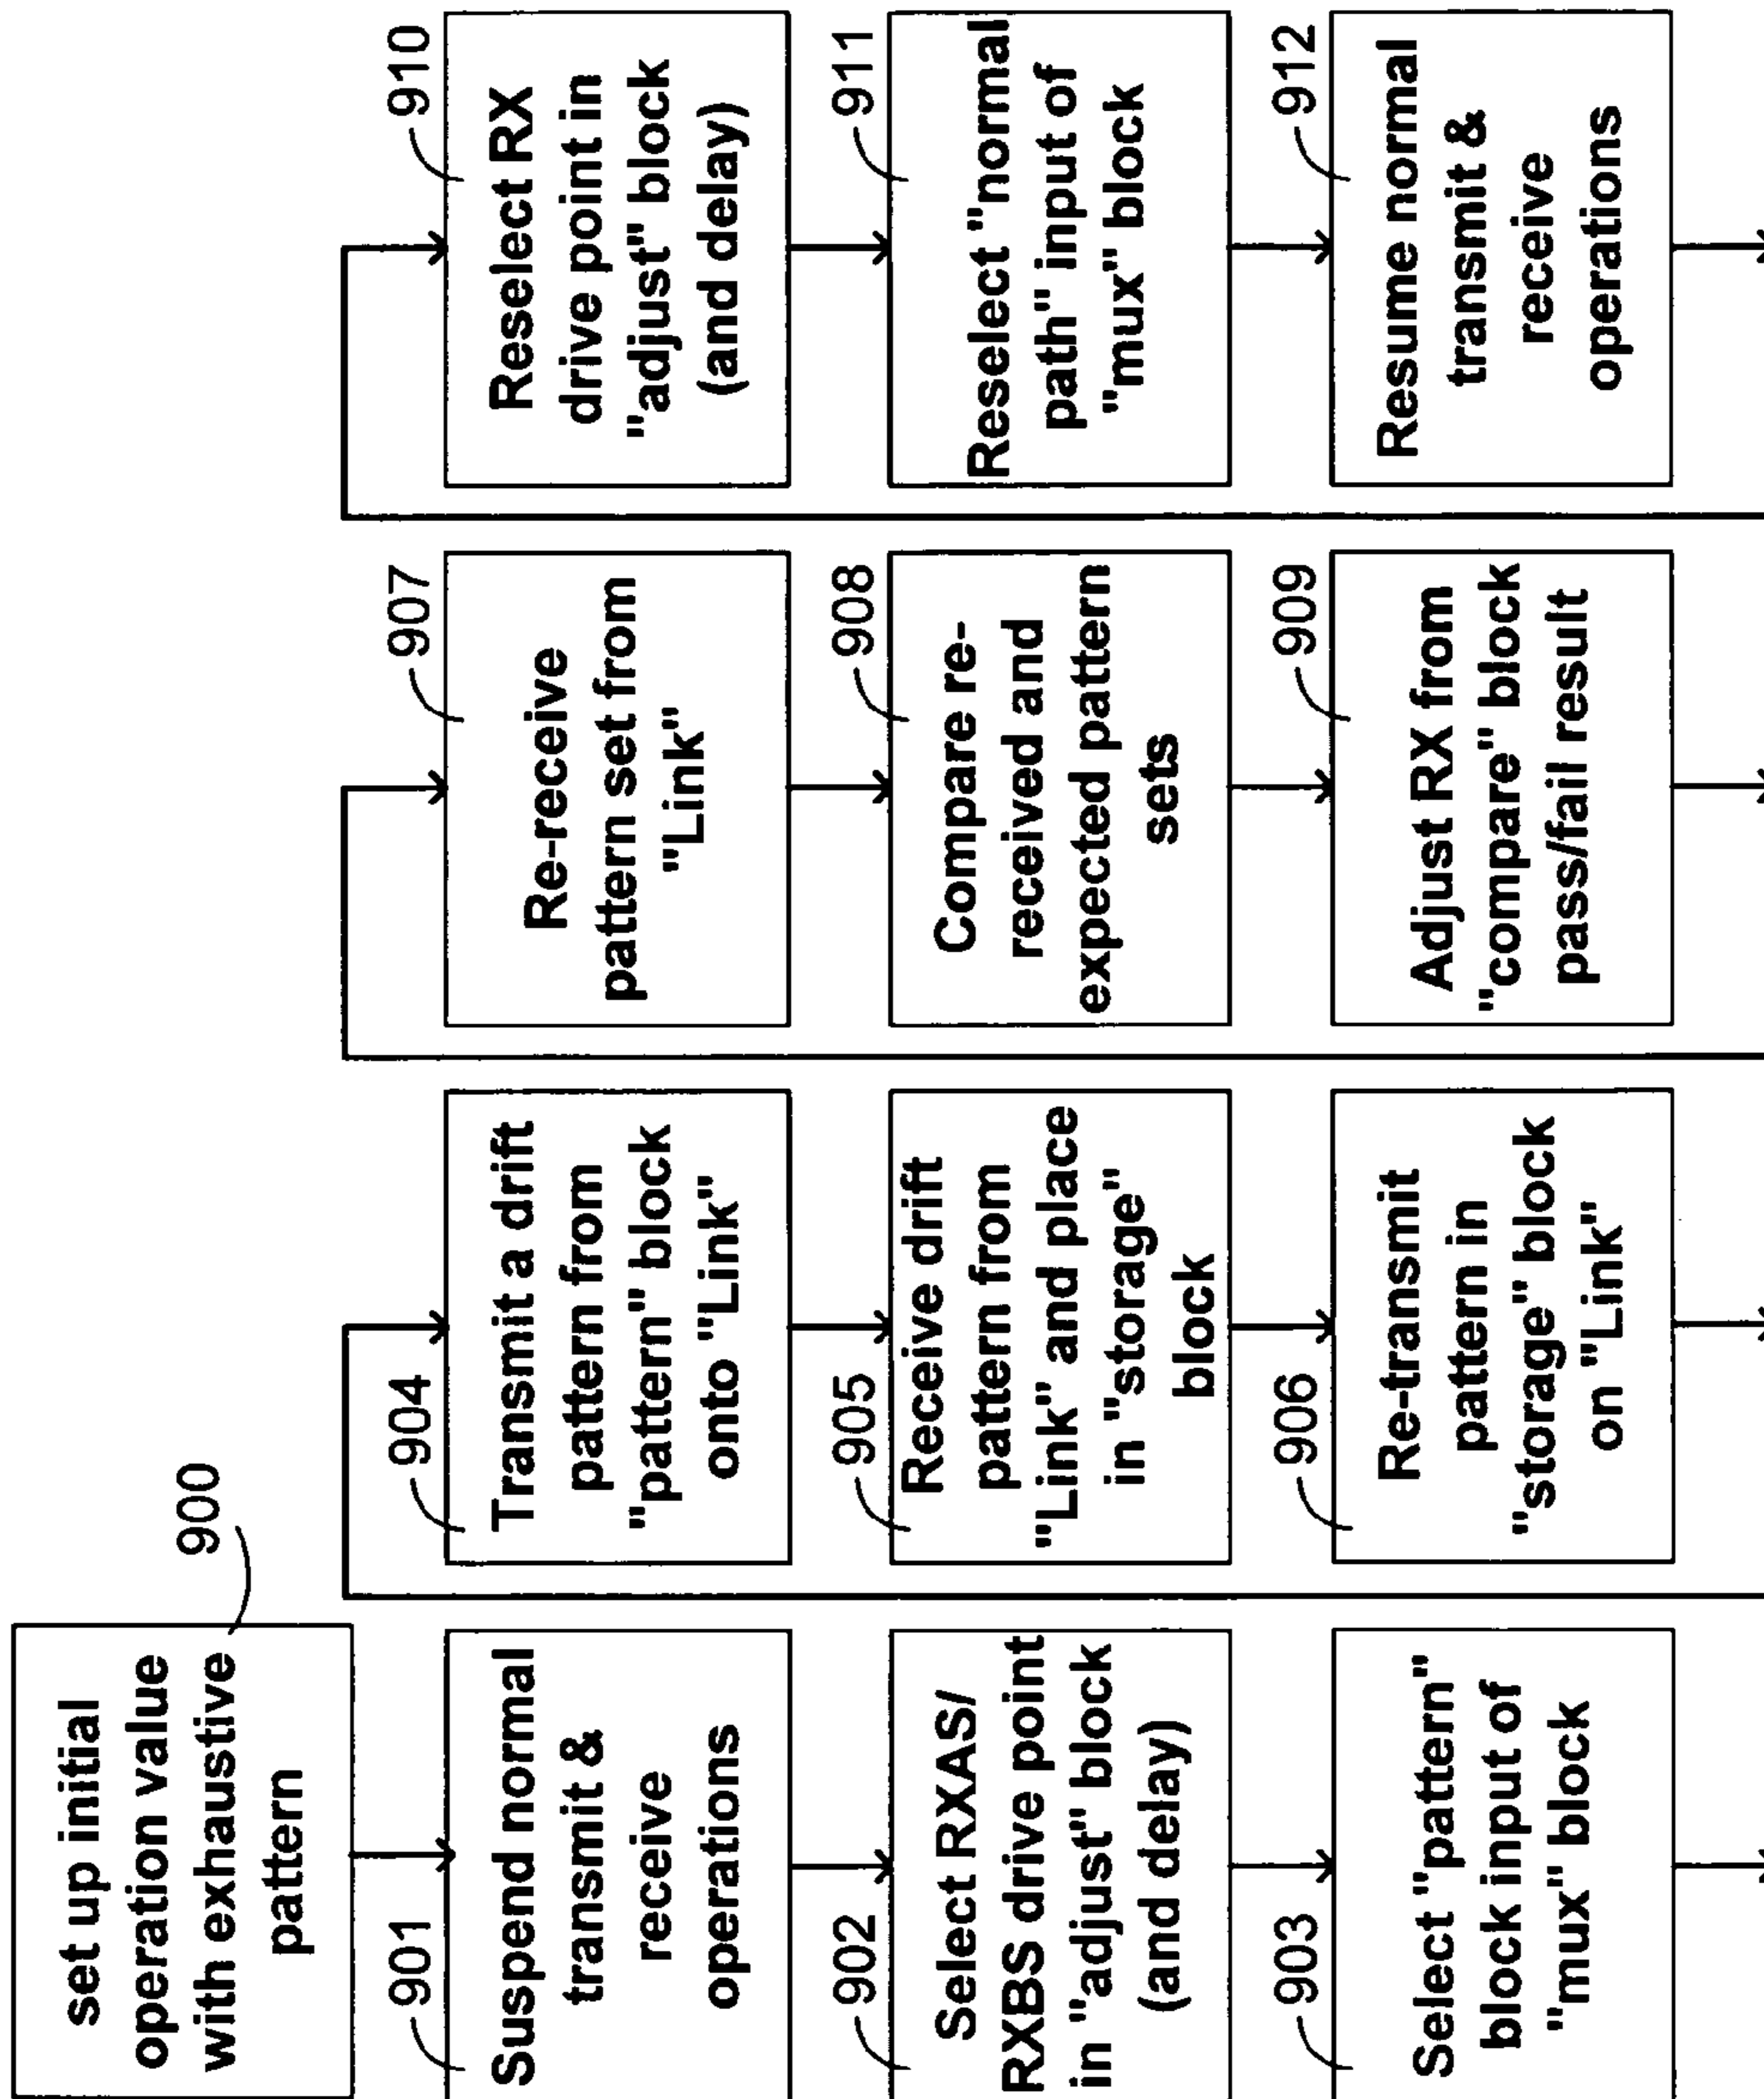 set up initial
operation value
with exhaustive
pattern
900
901
Suspend normal
transmit &
receive
operations
902
Select RXAS/
RXBS drive point
in "adjust" block
(and delay)
903
Select "pattern"
block input of
"mux" block
904
Transmit a drift
pattern from
"pattern" block
onto "Link"
905
Receive drift
pattern from
"Link" and place
in "storage"
block
906
Re-transmit
pattern in
"storage" block
on "Link"
907
Re-receive
pattern set from
"Link"
908
Compare re-
received and
expected pattern
sets
909
Adjust RX from
"compare" block
pass/fail result
910
Reselect RX
drive point in
"adjust" block
(and delay)
911
Reselect "normal
path" input of
"mux" block
912
Resume normal
transmit &
receive
operations